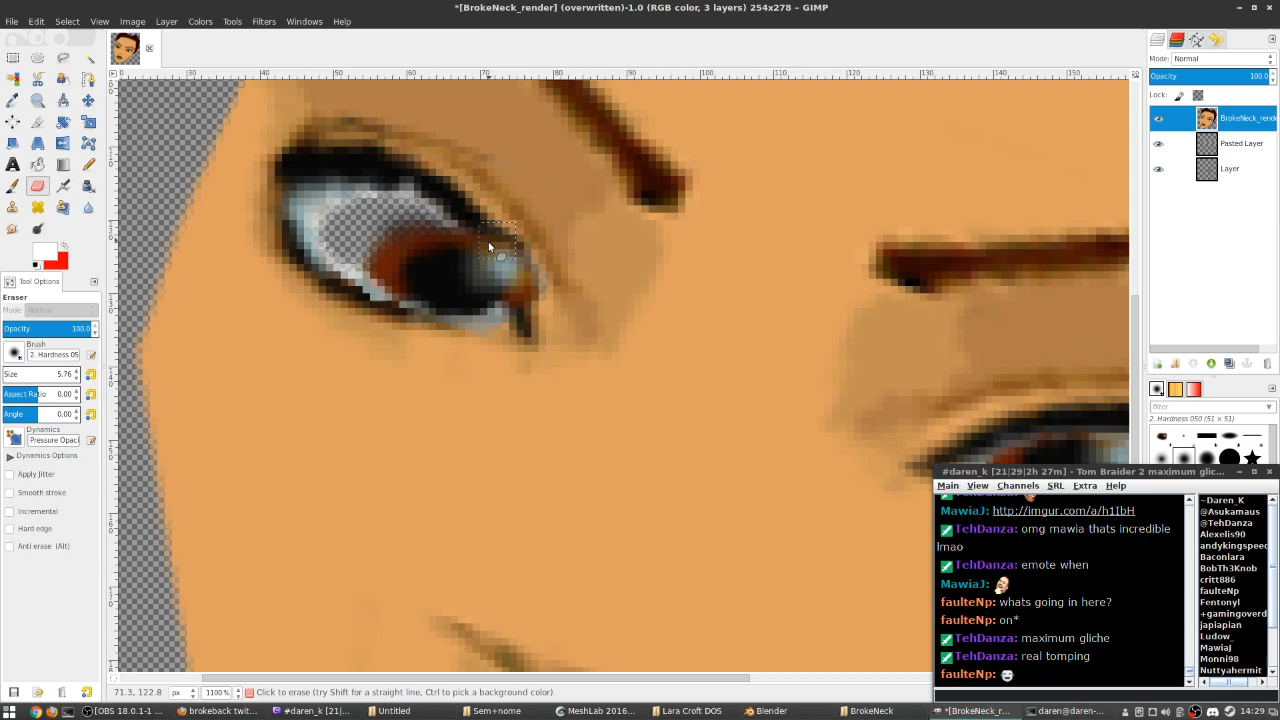 *[BrokeNeck_render] (overwritten)-1.0 (RGB color, 3 layers) 254x278 – GIMP
File Edit Select View Image Layer Colors Tools Filters Windows Help
Mode: Normal
Opacity 100.0
Lock:
BrokeNeck_rende
Pasted Layer
Layer
Tool Options
Eraser
Mode: Normal
Opacity 100.0
Brush
2. Hardness 05
Size 5.76
Aspect Ratio 0.00
Angle 0.00
Dynamics
Pressure Opaci
Dynamics Options
Apply Jitter
Smooth stroke
Incremental
Hard edge
Anti erase (Alt)
filter
2. Hardness 050 (51 × 51)
#daren_k [21|29|2h 27m] - Tom Braider 2 maximum glic...
Main View Channels SRL Extra Help
MawiaJ: http://imgur.com/a/h1IbH
TehDanza: omg mawia thats incredible
lmao
TehDanza: emote when
MawiaJ:
faulteNp: whats going in here?
faulteNp: on*
TehDanza: maximum gliche
TehDanza: real tomping
faulteNp:
~Daren_K
@Asukamaus
@TehDanza
Alexelis90
andykingspeed
Baconlara
BobTh3Knob
critt886
faulteNp
Fentonyl
+gamingoverd
japiapian
Ludow_
MawiaJ
Monni98
Nuttyahermit
71.3, 122.8 px 1100% Click to erase (try Shift for a straight line, Ctrl to pick a background color)
[OBS 18.0.1-1 ... brokeback twitt... #daren_k [21|... Untitled Sem+nome MeshLab 2016... Lara Croft DOS Blender BrokeNeck *[BrokeNeck_r... daren@daren-... 14:29